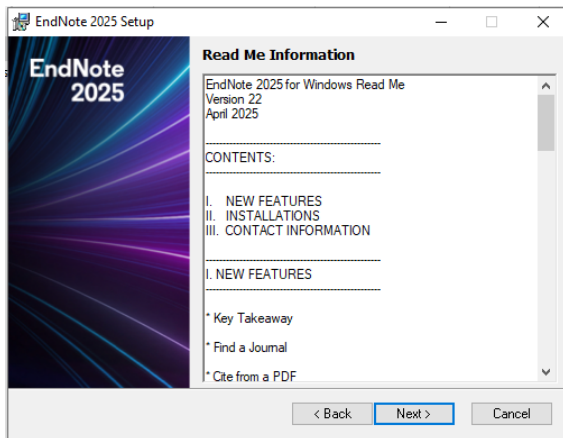 EndNote 2025 Setup
EndNote
2025
Read Me Information
EndNote 2025 for Windows Read Me
Version 22
April 2025
--------------------------------------------------
CONTENTS:
--------------------------------------------------
I. NEW FEATURES
II. INSTALLATIONS
III. CONTACT INFORMATION
--------------------------------------------------
I. NEW FEATURES
--------------------------------------------------
* Key Takeaway
* Find a Journal
* Cite from a PDF
< Back
Next >
Cancel